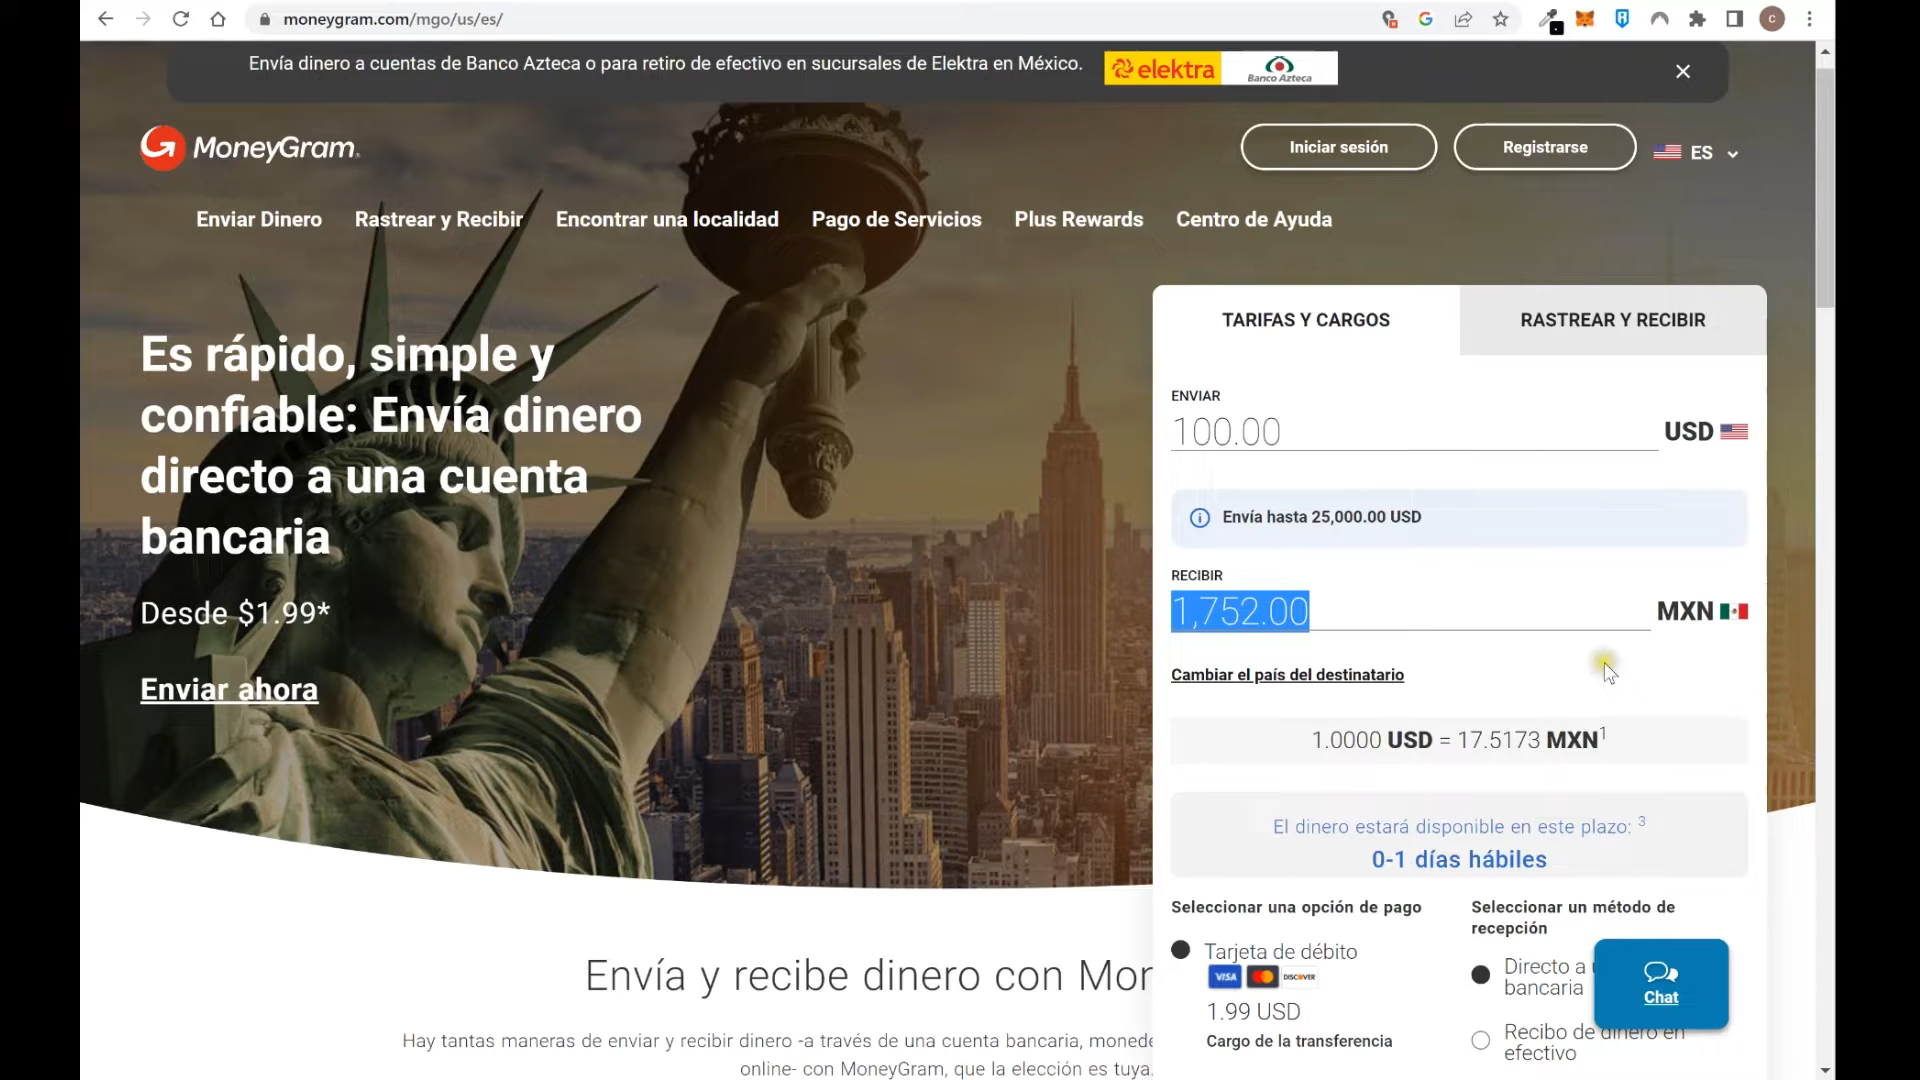 moneygram.com/mgo/us/es/
Envía dinero a cuentas de Banco Azteca o para retiro de efectivo en sucursales de Elektra en México.
elektra
Banco Azteca
MoneyGram
Iniciar sesión
Registrarse
ES
Enviar Dinero
Rastrear y Recibir
Encontrar una localidad
Pago de Servicios
Plus Rewards
Centro de Ayuda
Es rápido, simple y
confiable: Envía dinero
directo a una cuenta
bancaria
Desde $1.99*
Enviar ahora
TARIFAS Y CARGOS
RASTREAR Y RECIBIR
ENVIAR
100.00
USD
Envía hasta 25,000.00 USD
RECIBIR
1,752.00
MXN
Cambiar el país del destinatario
1.0000 USD = 17.5173 MXN1
El dinero estará disponible en este plazo: 3
0-1 días hábiles
Seleccionar una opción de pago
Tarjeta de débito
VISA
DISCOVER
1.99 USD
Cargo de la transferencia
Seleccionar un método de
recepción
Directo a
bancaria
Recibo de dinero en
efectivo
Chat
Envía y recibe dinero con Mor
Hay tantas maneras de enviar y recibir dinero -a través de una cuenta bancaria, monede
online- con MoneyGram, que la elección es tuya.